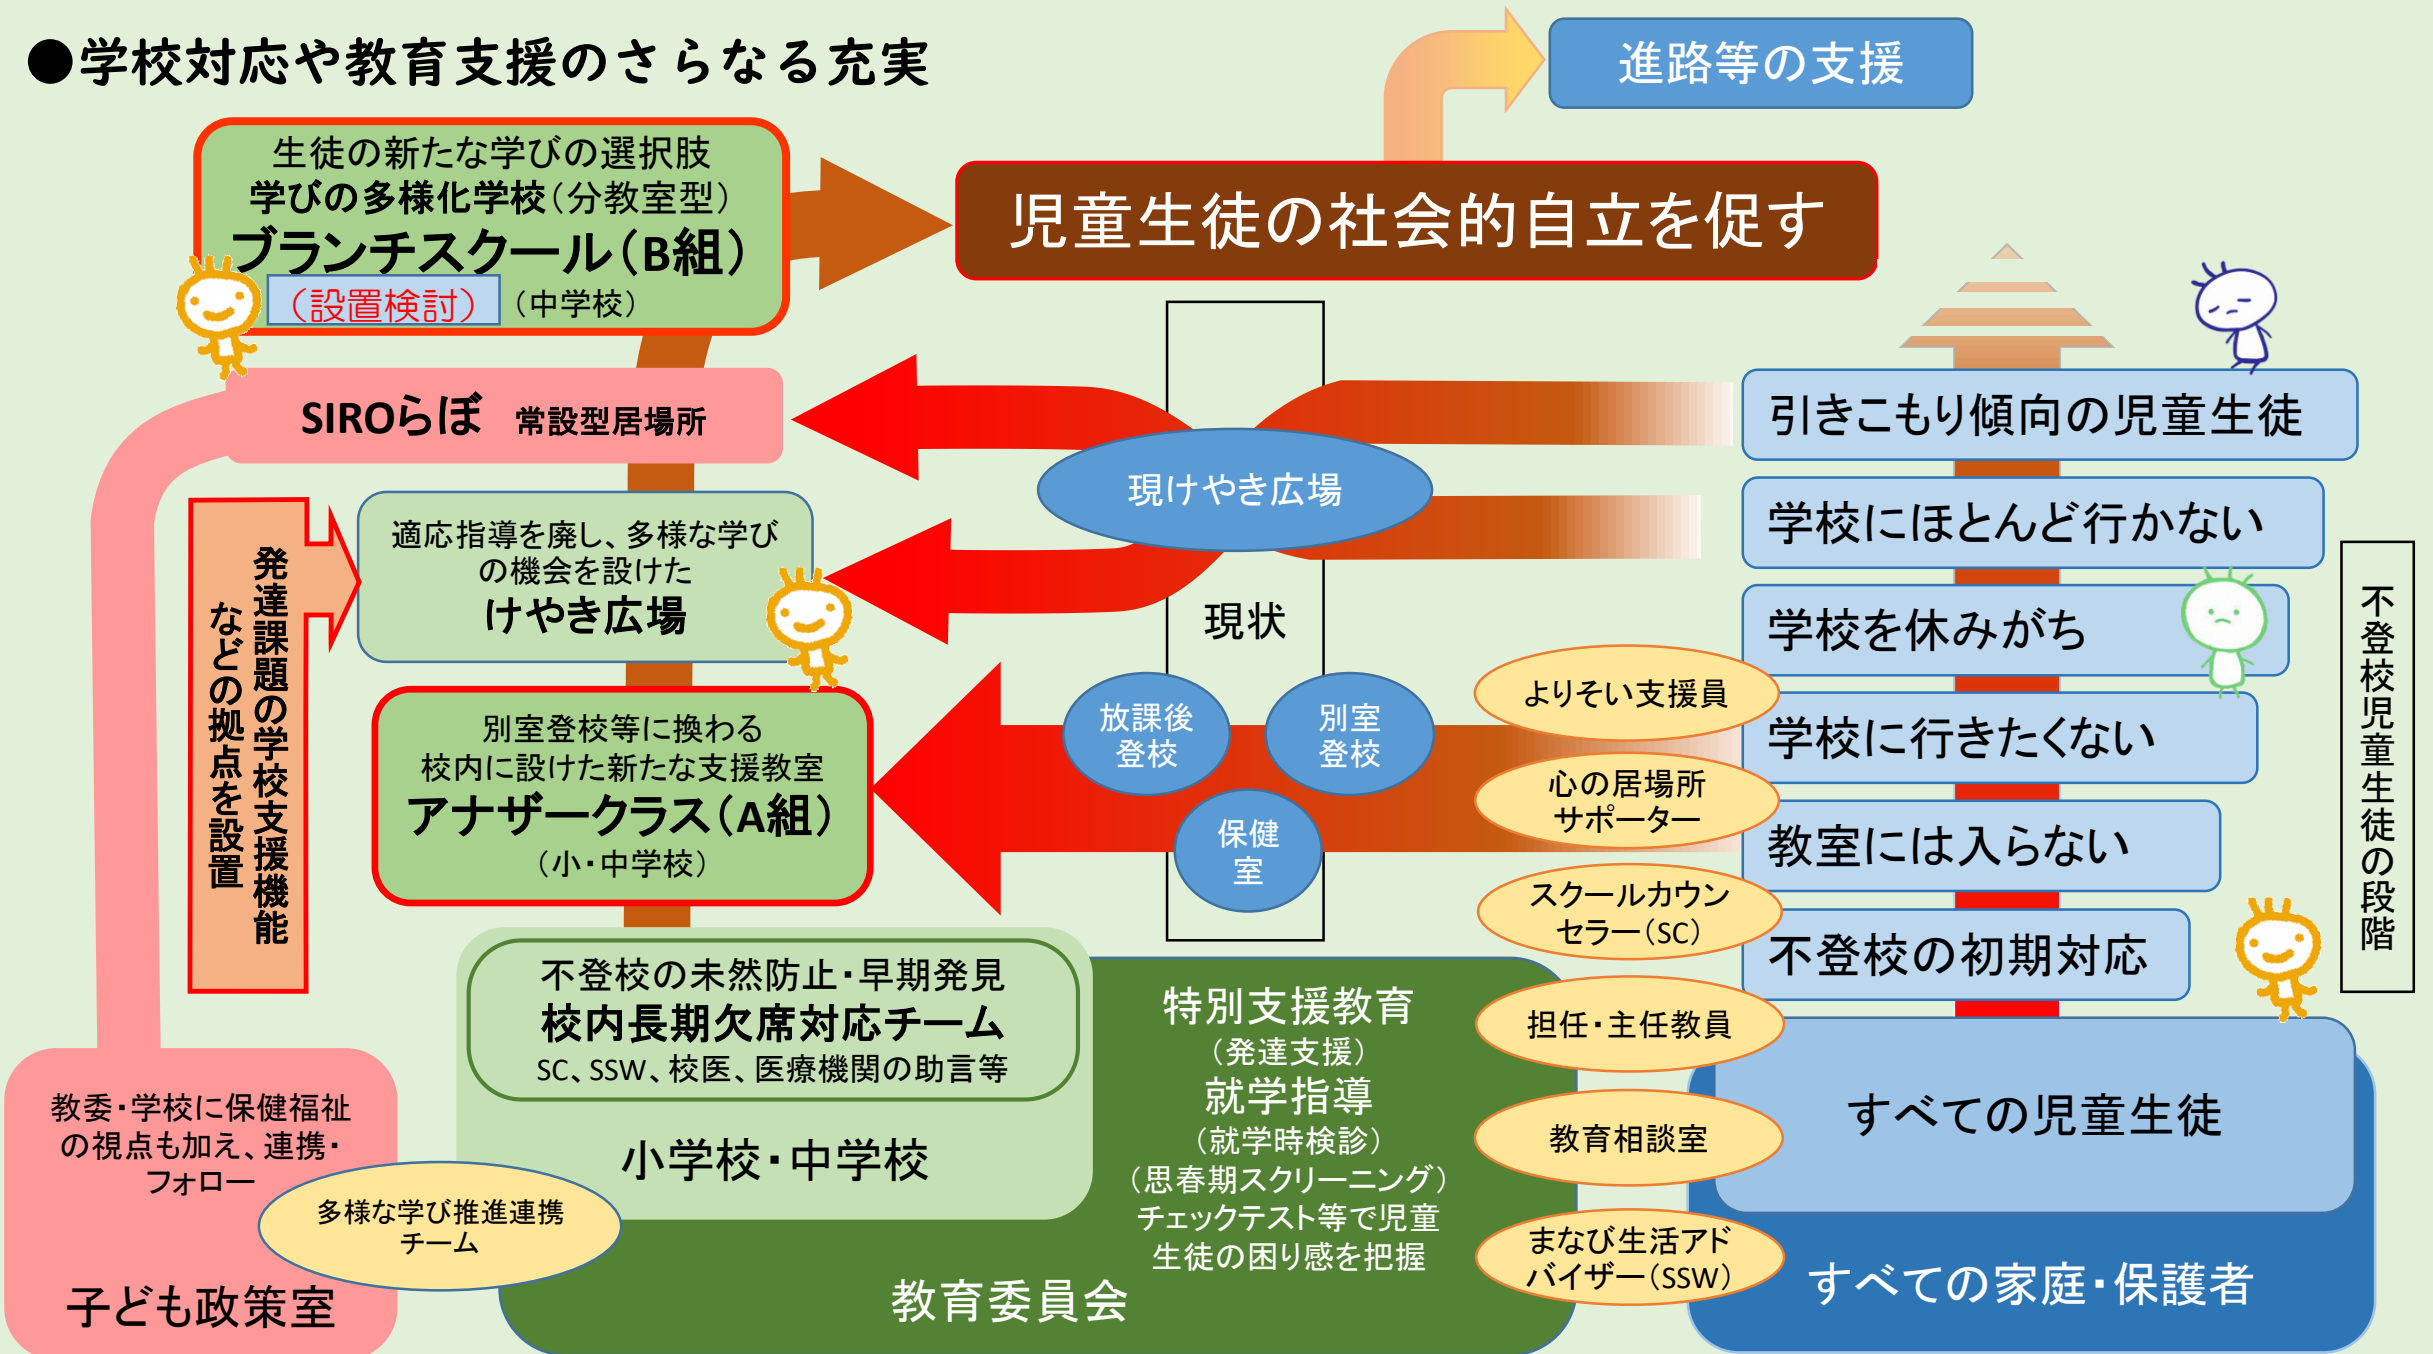 ●学校対応や教育支援のさらなる充実
進路等の支援
生徒の新たな学びの選択肢
学びの多様化学校（分教室型）
ブランチスクール（B組）
（設置検討）（中学校）
児童生徒の社会的自立を促す
SIROらぼ　常設型居場所
適応指導を廃し、多様な学び
の機会を設けた
けやき広場
発達課題の学校支援機能
などの拠点を設置
別室登校等に換わる
校内に設けた新たな支援教室
アナザークラス（A組）
（小・中学校）
現けやき広場
現状
放課後
登校
別室
登校
保健
室
引きこもり傾向の児童生徒
学校にほとんど行かない
学校を休みがち
学校に行きたくない
教室には入らない
不登校の初期対応
不登校児童生徒の段階
よりそい支援員
心の居場所
サポーター
スクールカウン
セラー（SC）
担任・主任教員
教育相談室
まなび生活アド
バイザー（SSW）
不登校の未然防止・早期発見
校内長期欠席対応チーム
SC、SSW、校医、医療機関の助言等
小学校・中学校
特別支援教育
（発達支援）
就学指導
（就学時検診）
（思春期スクリーニング）
チェックテスト等で児童
生徒の困り感を把握
教育委員会
教委・学校に保健福祉
の視点も加え、連携・
フォロー
多様な学び推進連携
チーム
子ども政策室
すべての児童生徒
すべての家庭・保護者